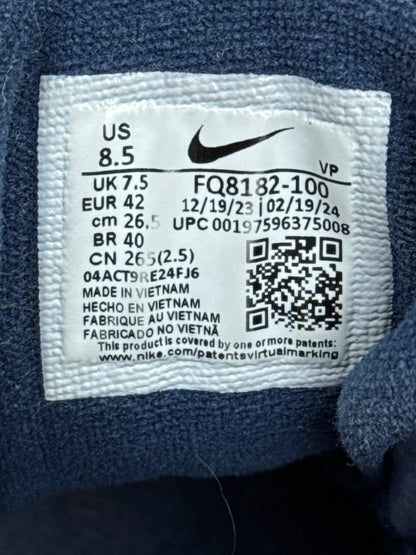 US
8.5
VP
UK 7.5
FQ8182-100
EUR 42
12/19/23 | 02/19/24
cm 26.5
UPC 00197596375008
BR 40
CN 265(2.5)
04ACT9RE24FJ6
MADE IN VIETNAM
HECHO EN VIETNAM
FABRIQUE AU VIETNAM
FABRICADO NO VIETNÃ
This product is covered by one or more patents:
www.nike.com/patentsvirtualmarking